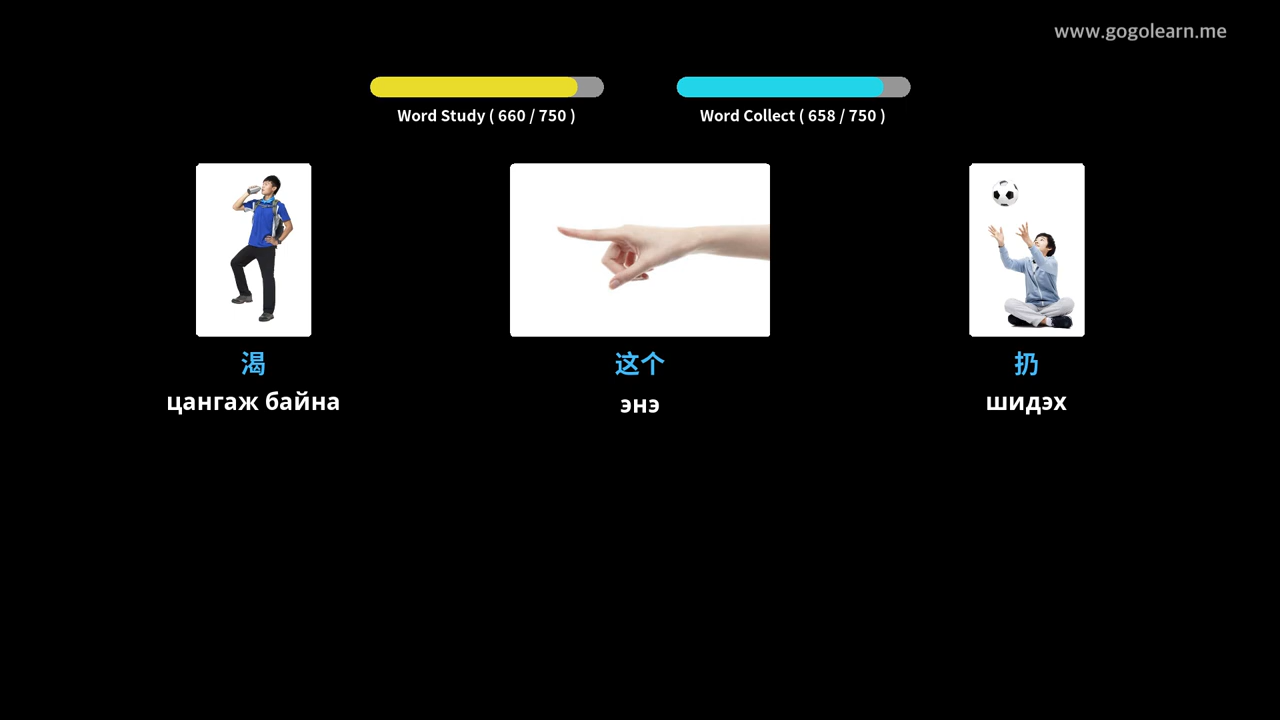 www.gogolearn.me
Word Study ( 660 / 750 )
Word Collect ( 658 / 750 )
渴
цангаж байна
这个
энэ
扔
шидэх